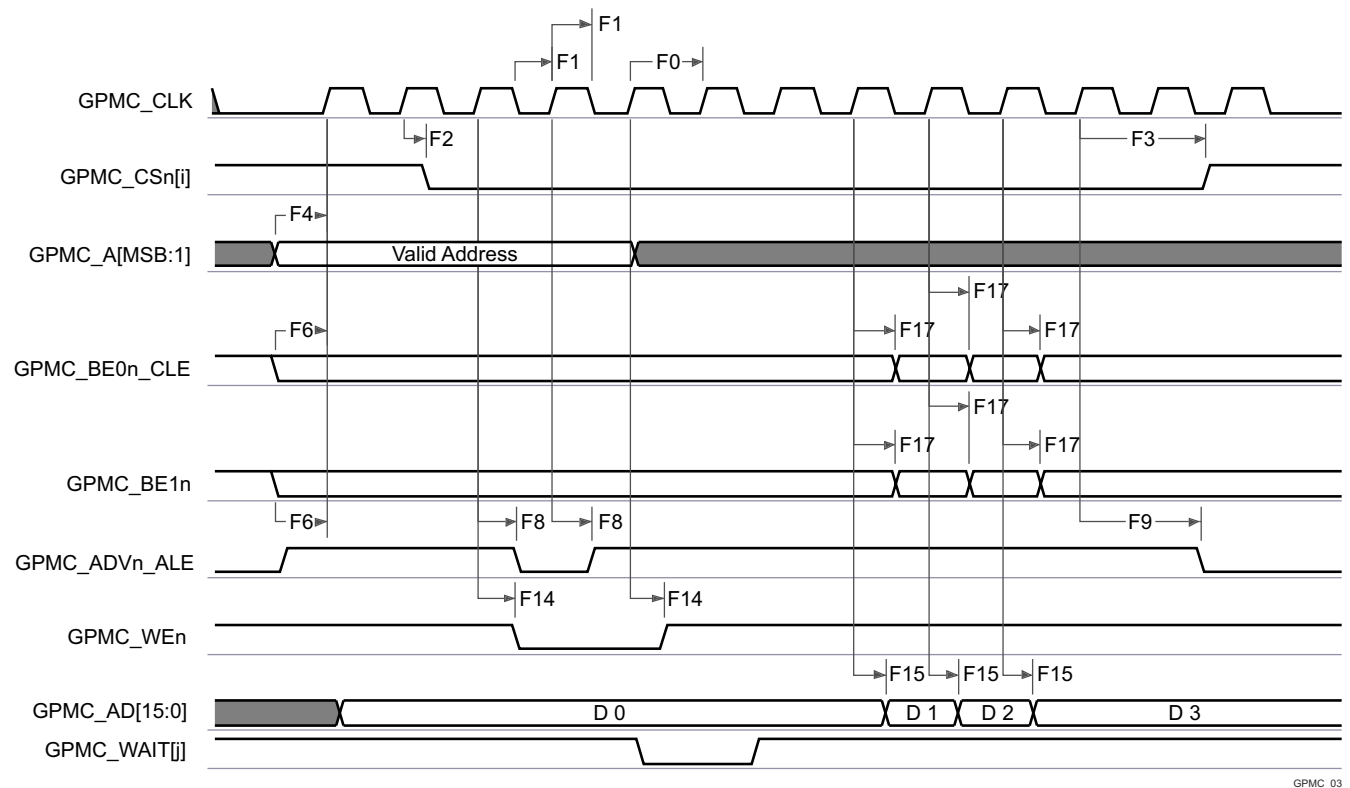 F1
F1
F0
GPMC_CLK
F2
F3
GPMC_CSn[i]
F4
GPMC_A[MSB:1]
Valid Address
F17
F6
F17
F17
GPMC_BE0n_CLE
F17
F17
F17
GPMC_BE1n
F6
F8
F8
F9
GPMC_ADVn_ALE
F14
F14
GPMC_WEn
F15
F15
F15
GPMC_AD[15:0]
D 0
D 1
D 2
D 3
GPMC_WAIT[j]
GPMC_03